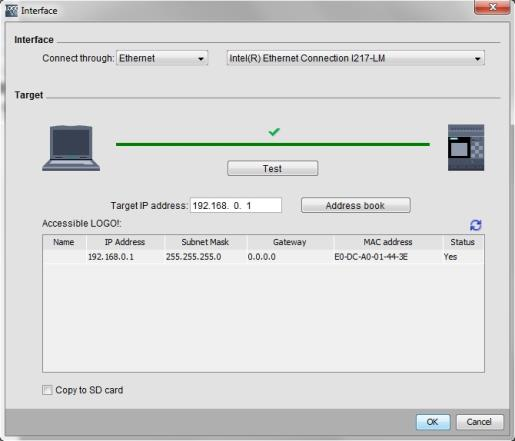 Interface
Interface
Connect through: Ethernet Intel(R) Ethernet Connection I217-LM
Target
Test
Target IP address: 192.168. 0. 1 Address book
Accessible LOGO!:
Name IP Address Subnet Mask Gateway MAC address Status
192.168.0.1 255.255.255.0 0.0.0.0 E0-DC-A0-01-44-3E Yes
Copy to SD card
OK Cancel